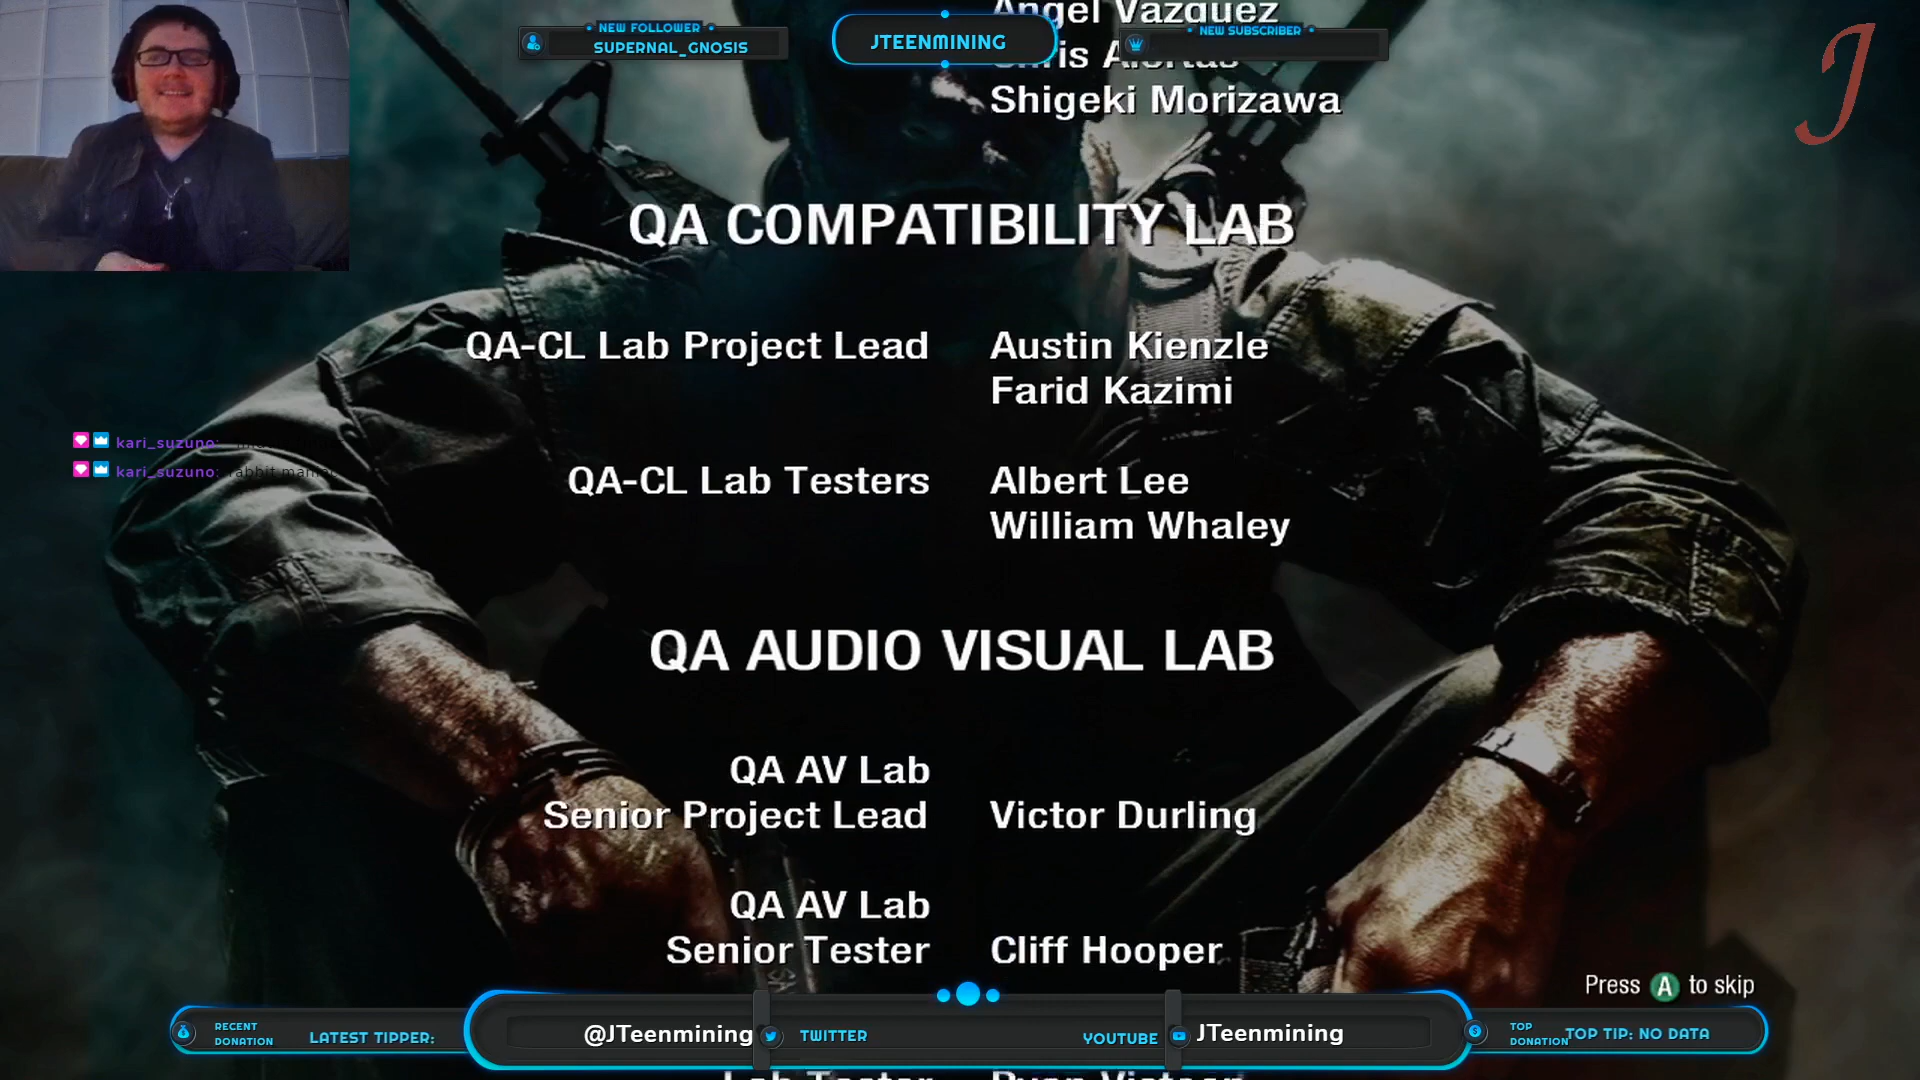 Angel Vazquez
NEW FOLLOWER
SUPERNAL_GNOSIS
JTEENMINING
NEW SUBSCRIBER
J
Shigeki Morizawa
QA COMPATIBILITY LAB
QA-CL Lab Project Lead Austin Kienzle
Farid Kazimi
kari_suzuno:
kari_suzuno: rabbit
QA-CL Lab Testers Albert Lee
William Whaley
QA AUDIO VISUAL LAB
QA AV Lab
Senior Project Lead Victor Durling
QA AV Lab
Senior Tester Cliff Hooper
Press A to skip
RECENT
DONATION
LATEST TIPPER:
@JTeenmining
TWITTER
YOUTUBE
JTeenmining
TOP
DONATION
TOP TIP: NO DATA
Lab Tester